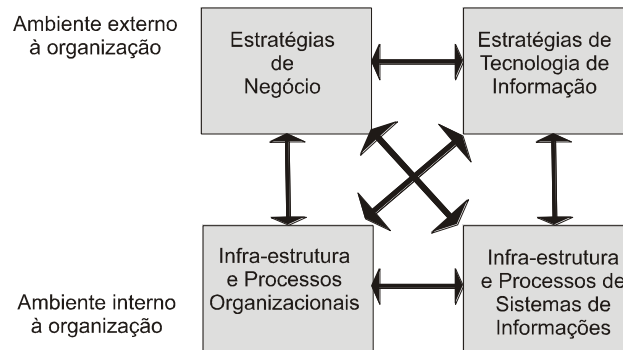 Ambiente externo
à organização
Estratégias
de
Negócio
Estratégias de
Tecnologia de
Informação
Ambiente interno
à organização
Infra-estrutura
e Processos
Organizacionais
Infra-estrutura
e Processos de
Sistemas de
Informações